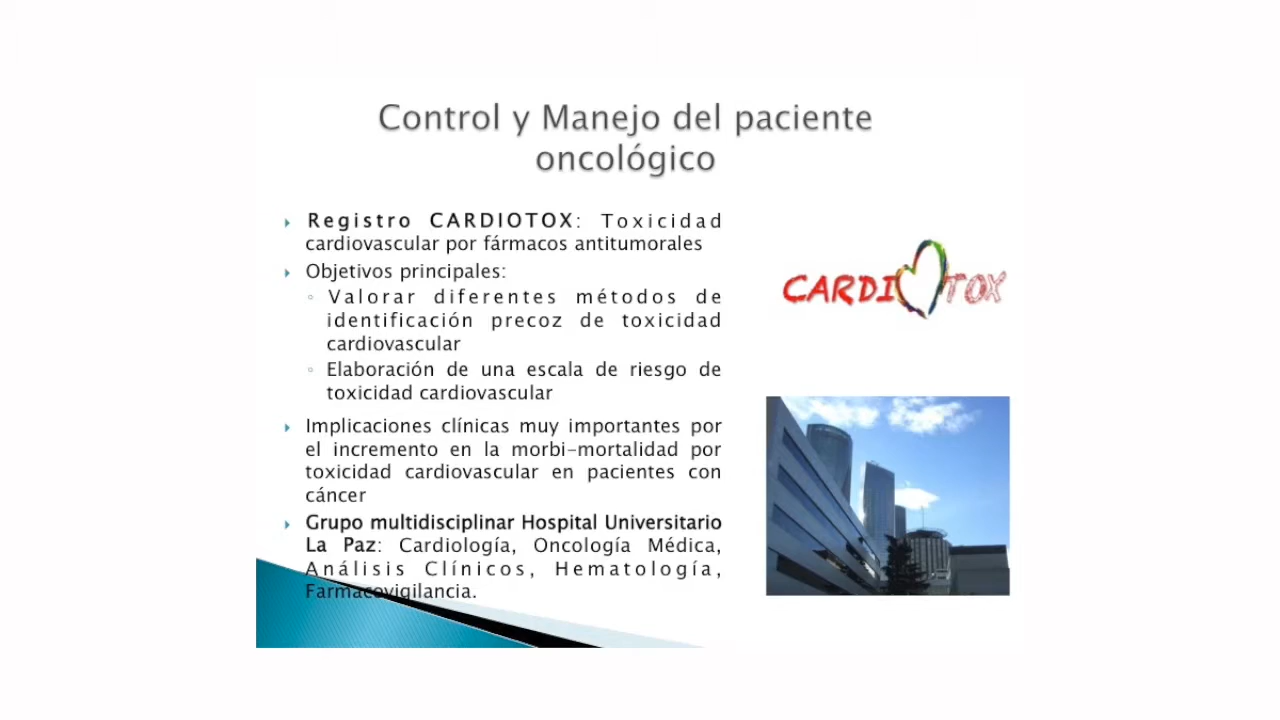 Control y Manejo del paciente
oncológico
Registro CARDIOTOX: Toxicidad
cardiovascular por fármacos antitumorales
Objetivos principales:
Valorar diferentes métodos de
identificación precoz de toxicidad
cardiovascular
Elaboración de una escala de riesgo de
toxicidad cardiovascular
Implicaciones clínicas muy importantes por
el incremento en la morbi-mortalidad por
toxicidad cardiovascular en pacientes con
cáncer
Grupo multidisciplinar Hospital Universitario
La Paz: Cardiología, Oncología Médica,
Análisis Clínicos, Hematología,
Farmacovigilancia.
CARDIOTOX